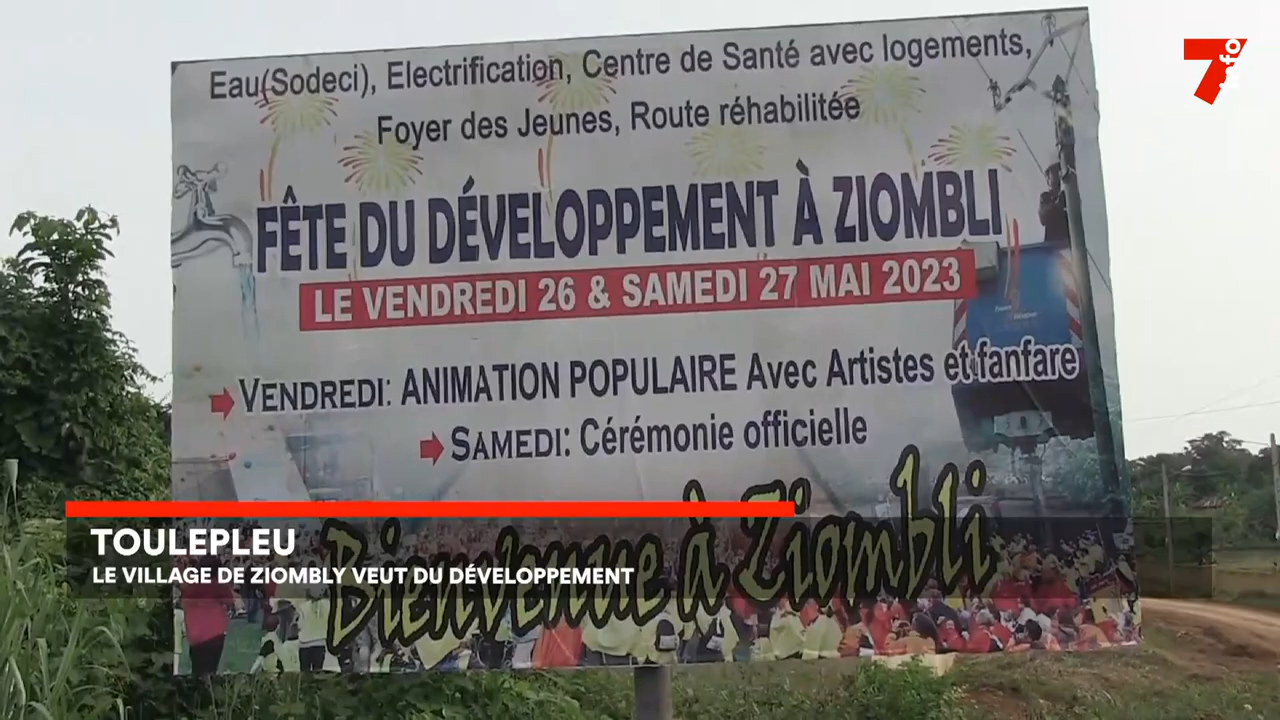 Eau(Sodeci), Electrification, Centre de Santé avec logements,
Foyer des Jeunes, Route réhabilitée
FÊTE DU DÉVELOPPEMENT À ZIOMBLI
LE VENDREDI 26 & SAMEDI 27 MAI 2023
VENDREDI: ANIMATION POPULAIRE Avec Artistes et fanfare
SAMEDI: Cérémonie officielle
Bienvenue à Ziombli
TOULEPLEU
LE VILLAGE DE ZIOMBLY VEUT DU DÉVELOPPEMENT
7
info